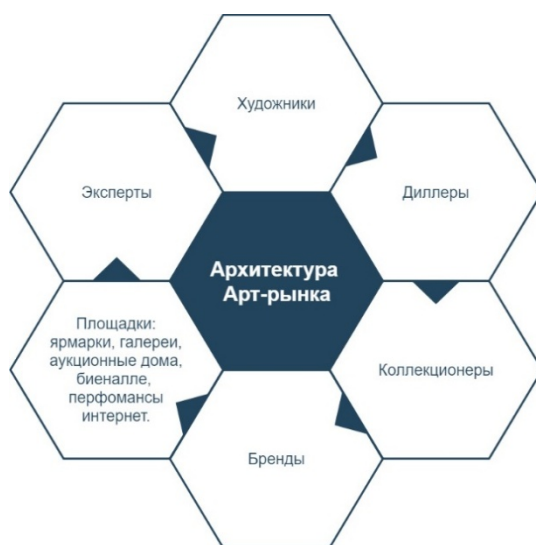 Художники
Эксперты
Диллеры
Архитектура
Арт-рынка
Площадки:
ярмарки, галереи,
аукционные дома,
биеналле,
перфомансы
интернет.
Коллекционеры
Бренды